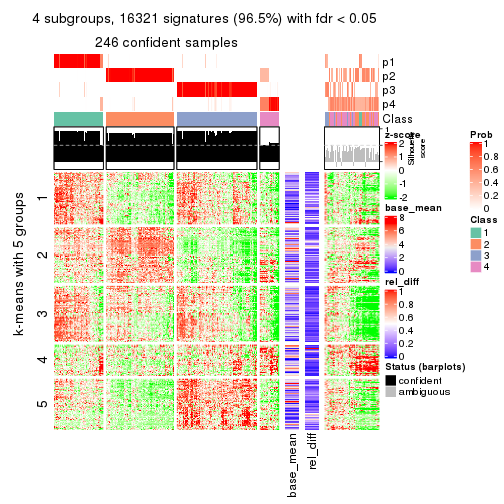 4 subgroups, 16321 signatures (96.5%) with fdr < 0.05
246 confident samples
p1
p2
p3
p4
Class
1
Silhouette
score
k-means with 5 groups
1
2
3
4
5
base_mean
rel_diff
z-score
2
1
0
-2
base_mean
8
6
4
2
0
rel_diff
1
0.8
0.6
0.4
0.2
0
Status (barplots)
confident
ambiguous
Prob
1
0.8
0.6
0.4
0.2
0
Class
1
2
3
4